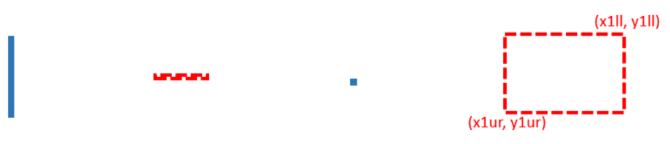 (x1ll, y1ll)
(x1ur, y1ur)